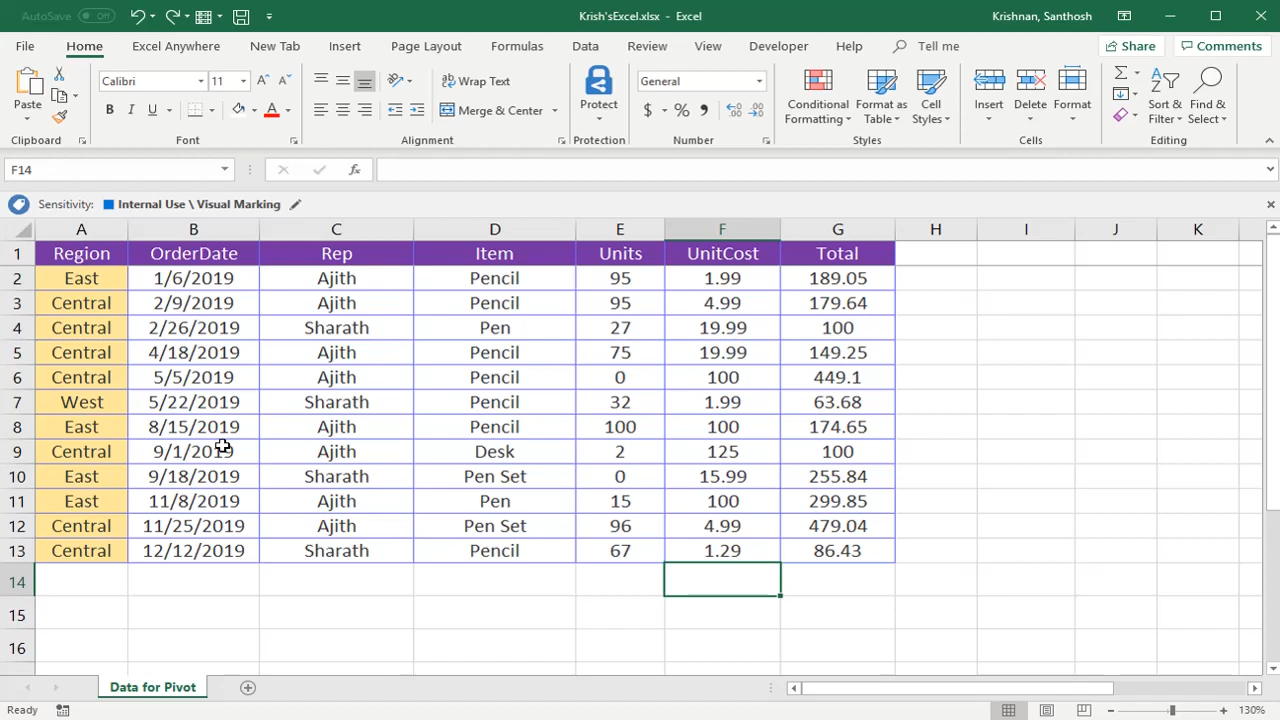 AutoSave Off Krish'sExcel.xlsx - Excel Krishnan, Santhosh
File Home Excel Anywhere New Tab Insert Page Layout Formulas Data Review View Developer Help Tell me Share Comments
Paste Calibri 11 Wrap Text Protect General Conditional Formatting Format as Table Cell Styles Insert Delete Format Sort & Filter Find & Select
B I U A Merge & Center $ %
Clipboard Font Alignment Protection Number Styles Cells Editing
F14 fx
Sensitivity: Internal Use \ Visual Marking
A B C D E F G H I J K
1 Region OrderDate Rep Item Units UnitCost Total
2 East 1/6/2019 Ajith Pencil 95 1.99 189.05
3 Central 2/9/2019 Ajith Pencil 95 4.99 179.64
4 Central 2/26/2019 Sharath Pen 27 19.99 100
5 Central 4/18/2019 Ajith Pencil 75 19.99 149.25
6 Central 5/5/2019 Ajith Pencil 0 100 449.1
7 West 5/22/2019 Sharath Pencil 32 1.99 63.68
8 East 8/15/2019 Ajith Pencil 100 100 174.65
9 Central 9/1/2019 Ajith Desk 2 125 100
10 East 9/18/2019 Sharath Pen Set 0 15.99 255.84
11 East 11/8/2019 Ajith Pen 15 100 299.85
12 Central 11/25/2019 Ajith Pen Set 96 4.99 479.04
13 Central 12/12/2019 Sharath Pencil 67 1.29 86.43
14
15
16
Data for Pivot
Ready 130%